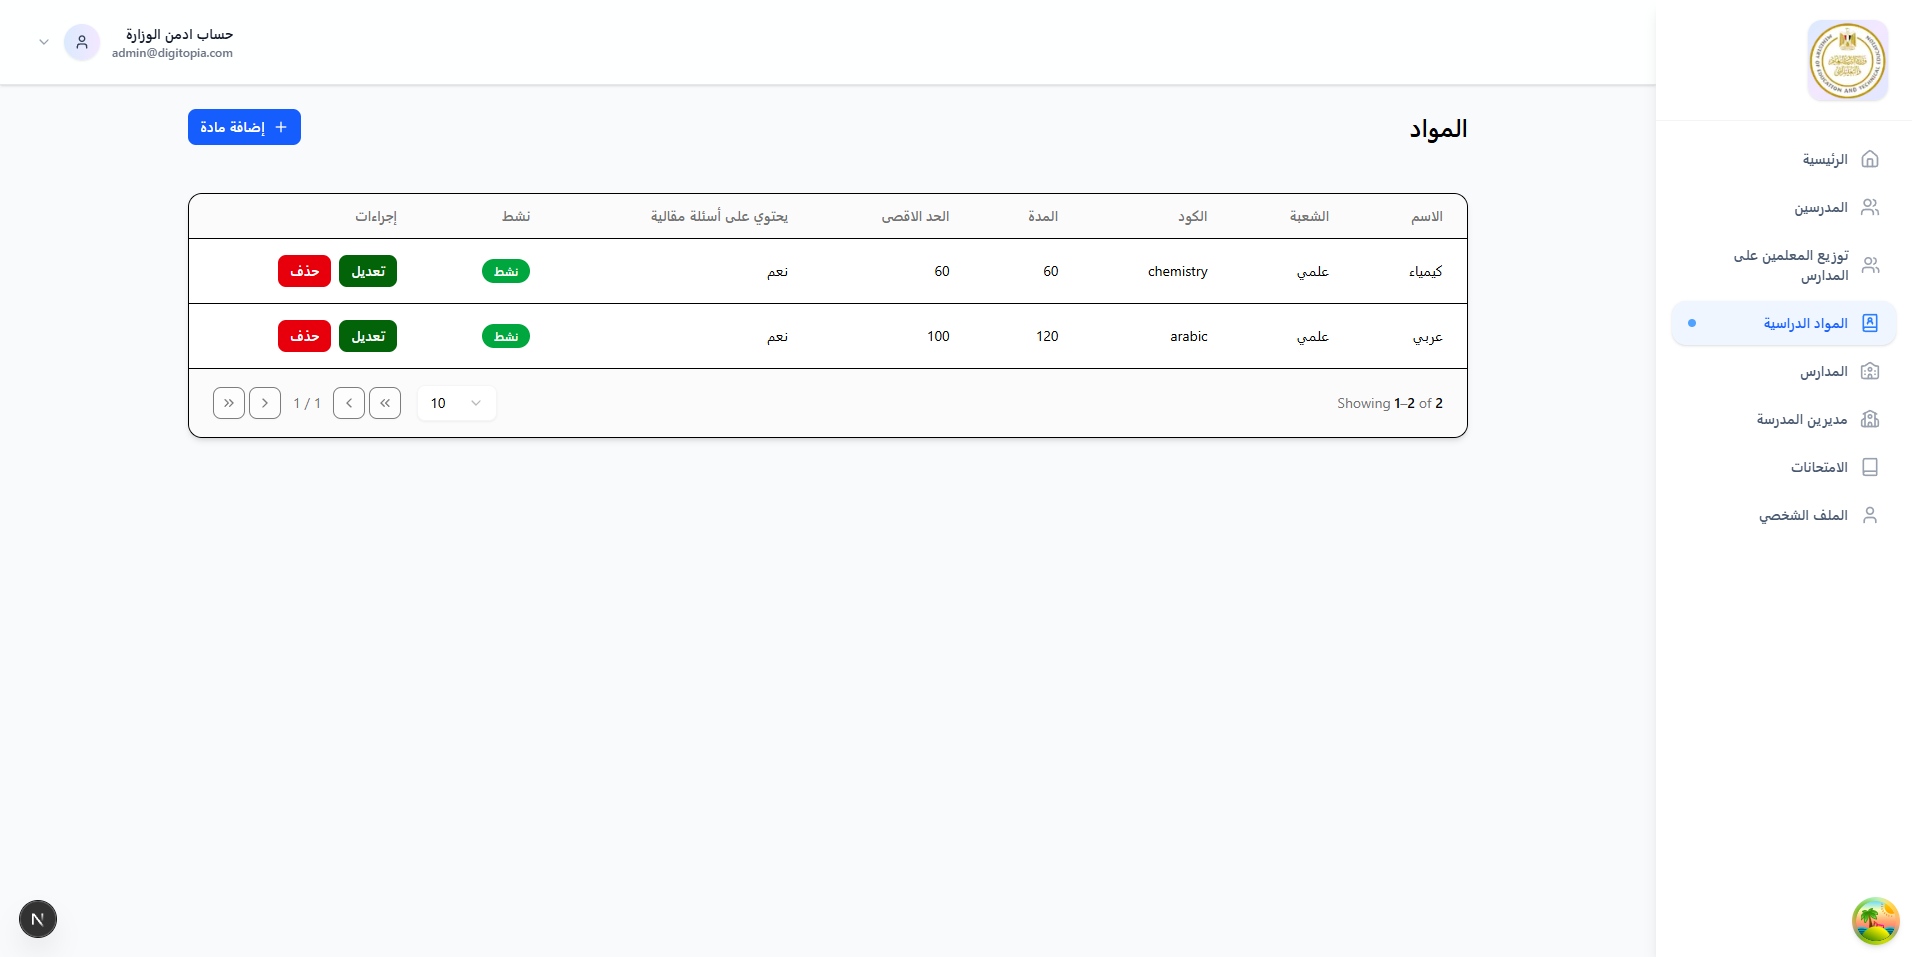 حساب ادمن الوزارة
admin@digitopia.com
الرئيسية
المدرسين
توزيع المعلمين على
المدارس
المواد الدراسية
المدارس
مديرين المدرسة
الامتحانات
الملف الشخصي
المواد
إضافة مادة
الاسم الشعبة الكود المدة الحد الاقصى يحتوي على أسئلة مقالية نشط إجراءات
كيمياء علمي chemistry 60 60 نعم نشط تعديل حذف
عربي علمي arabic 120 100 نعم نشط تعديل حذف
Showing 1–2 of 2
10
1 / 1
N